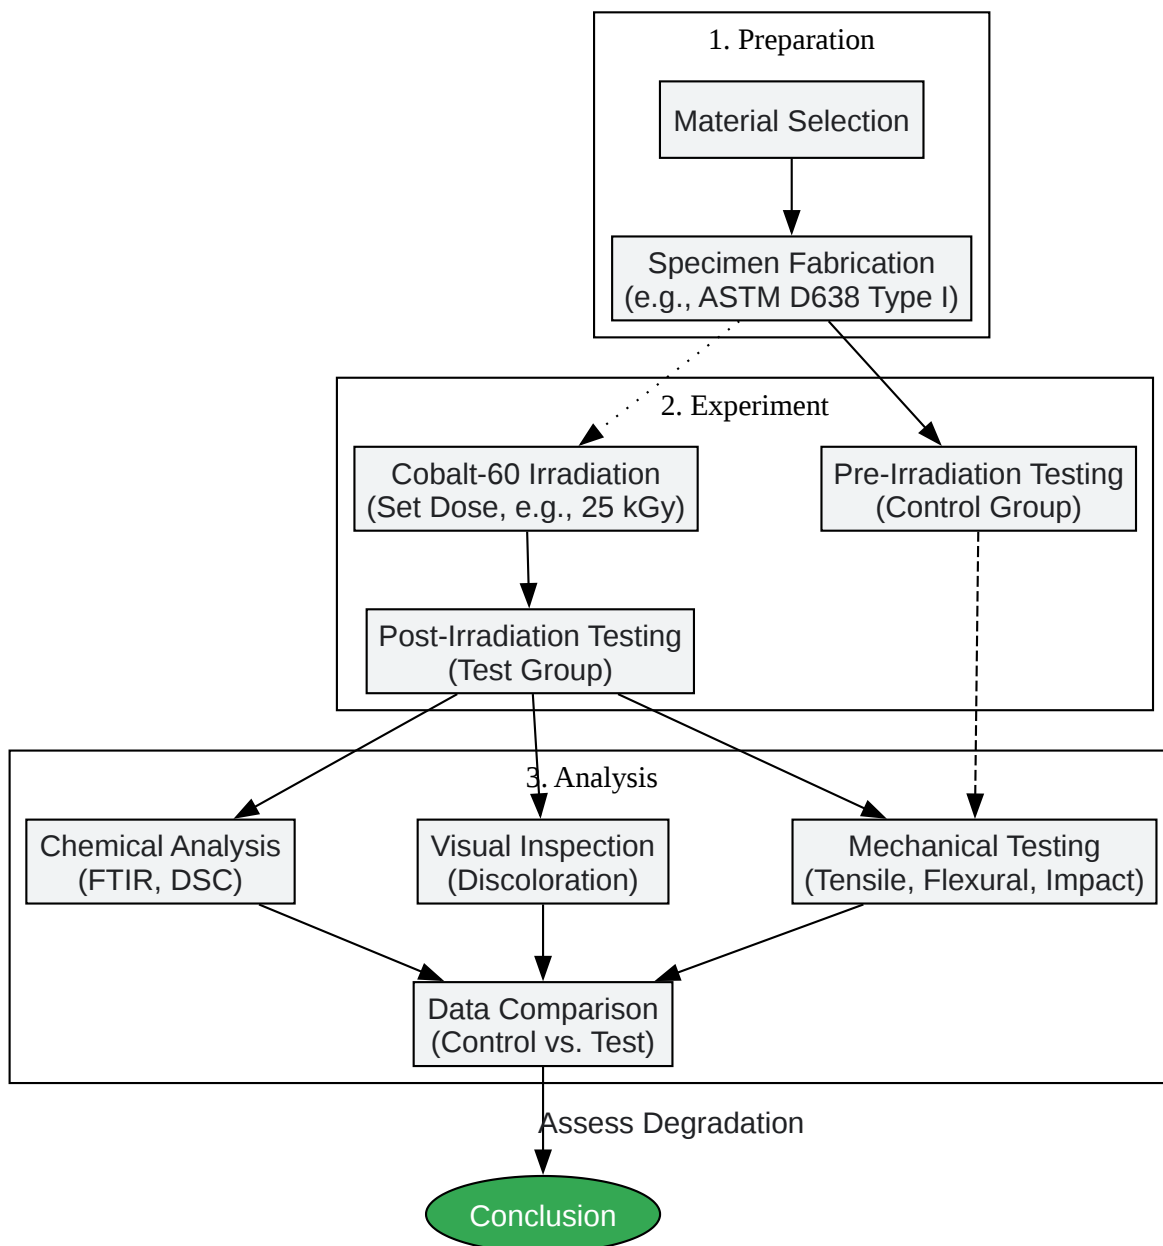 1. Preparation
Material Selection
Specimen Fabrication
(e.g., ASTM D638 Type I)
2. Experiment
Cobalt-60 Irradiation
(Set Dose, e.g., 25 kGy)
Pre-Irradiation Testing
(Control Group)
Post-Irradiation Testing
(Test Group)
3. Analysis
Chemical Analysis
(FTIR, DSC)
Visual Inspection
(Discoloration)
Mechanical Testing
(Tensile, Flexural, Impact)
Data Comparison
(Control vs. Test)
Assess Degradation
Conclusion